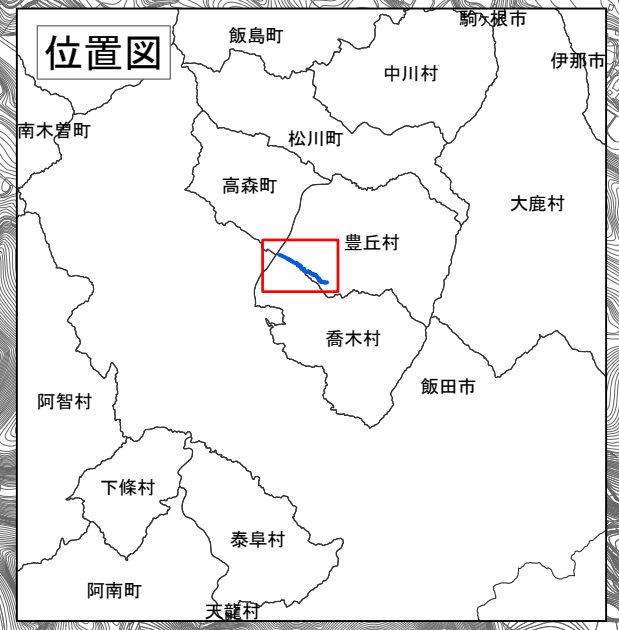 位置図
駒ヶ根市
飯島町
伊那市
中川村
南木曽町
松川町
高森町
大鹿村
豊丘村
喬木村
飯田市
阿智村
下條村
泰阜村
阿南町
天龍村